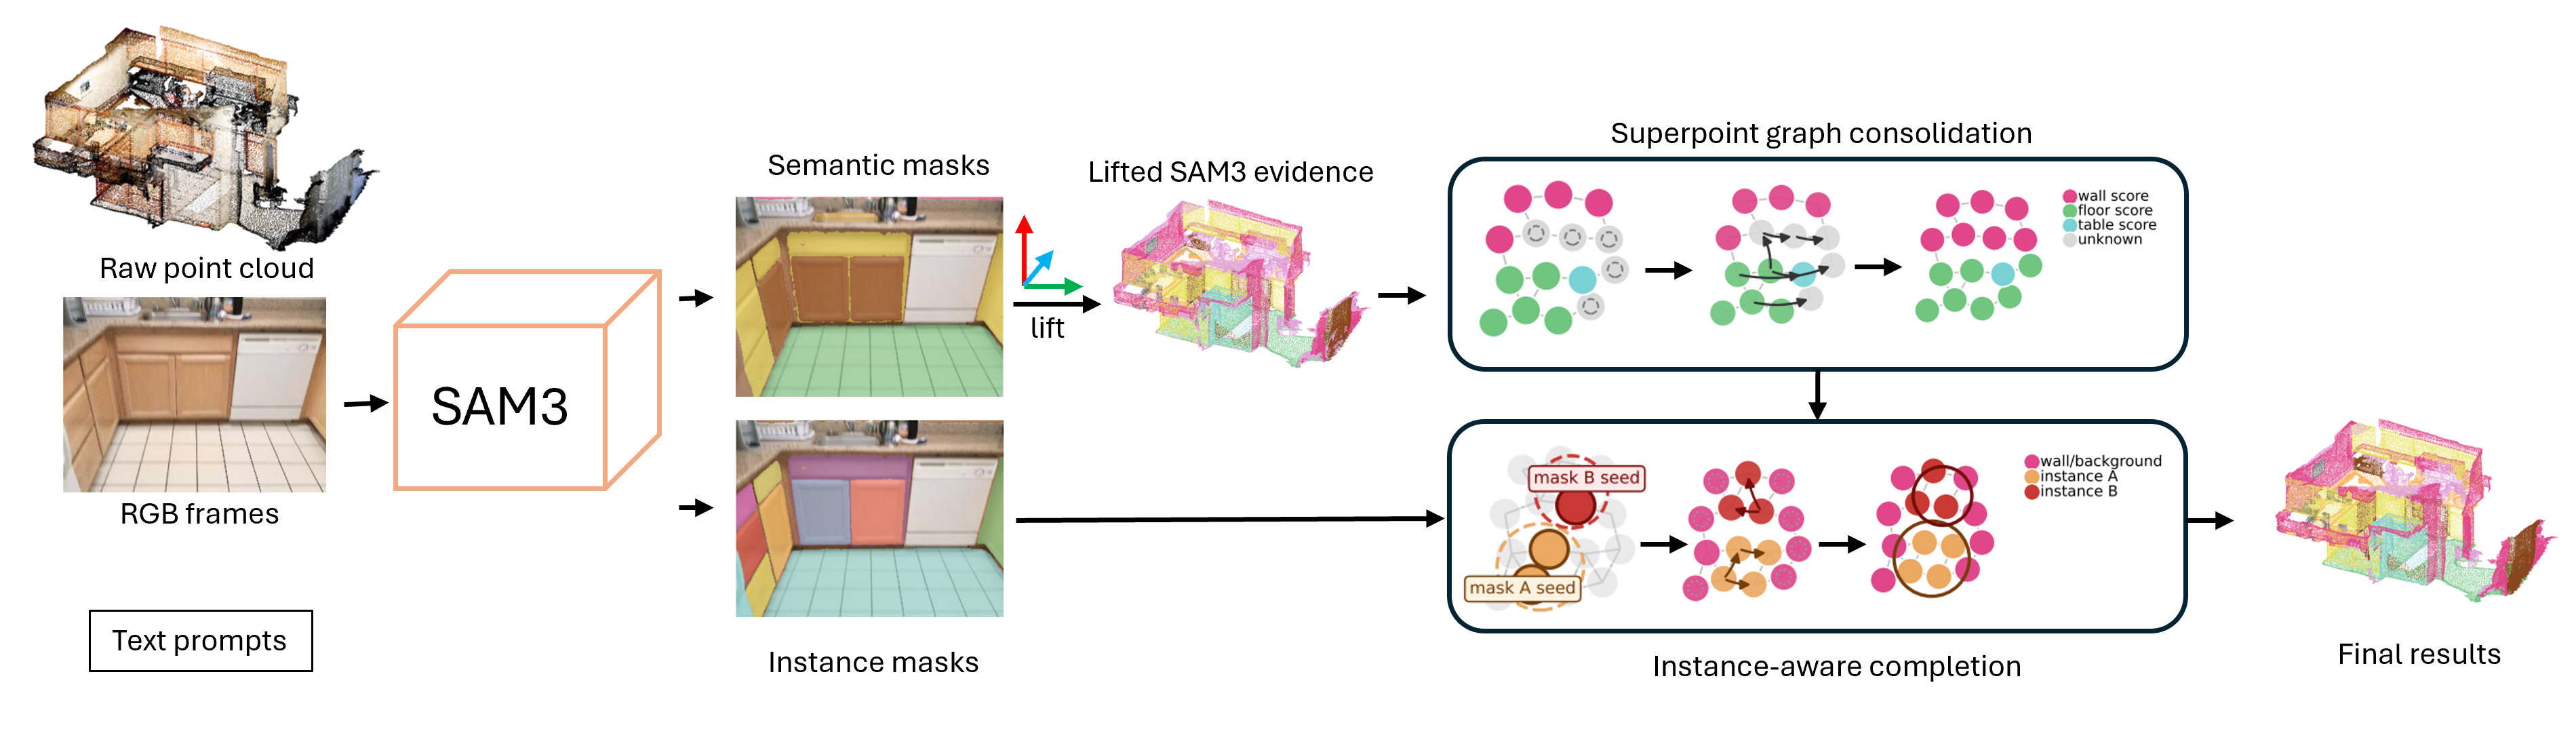 Raw point cloud
RGB frames
Text prompts
SAM3
Semantic masks
Instance masks
lift
Lifted SAM3 evidence
Superpoint graph consolidation
wall score
floor score
table score
unknown
mask B seed
mask A seed
wall/background
instance A
instance B
Instance-aware completion
Final results